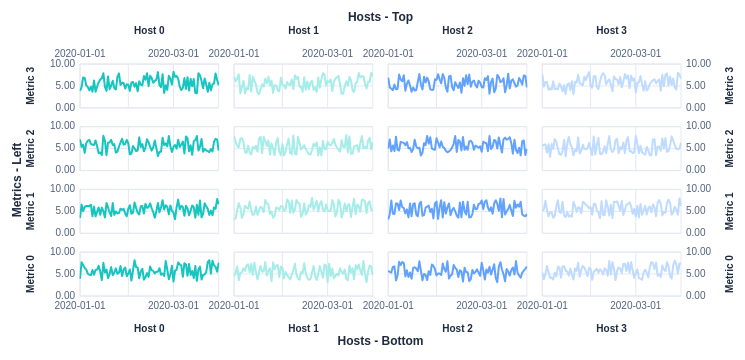 Hosts - Top
Host 0 Host 1 Host 2 Host 3
2020-01-01 2020-03-01 2020-01-01 2020-03-01 2020-01-01 2020-03-01 2020-01-01 2020-03-01
Metrics - Left
Metric 3 10.00 5.00 0.00 10.00 5.00 0.00 Metric 3
Metric 2 10.00 5.00 0.00 10.00 5.00 0.00 Metric 2
Metric 1 10.00 5.00 0.00 10.00 5.00 0.00 Metric 1
Metric 0 10.00 5.00 0.00 10.00 5.00 0.00 Metric 0
2020-01-01 2020-03-01 2020-01-01 2020-03-01 2020-01-01 2020-03-01 2020-01-01 2020-03-01
Host 0 Host 1 Host 2 Host 3
Hosts - Bottom